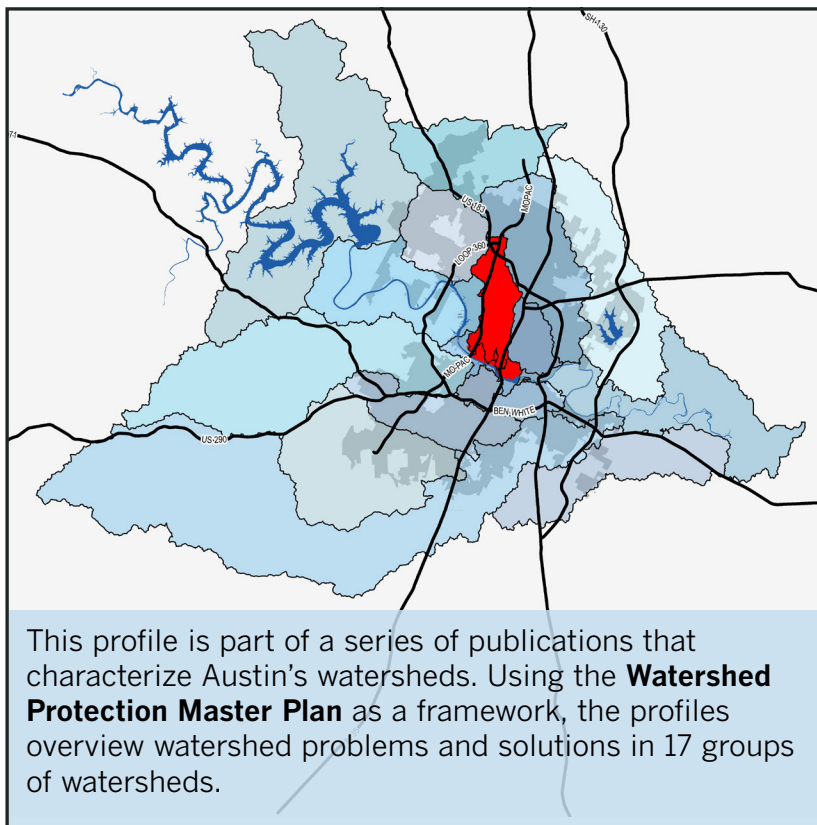 SH-130
71
US-183
MOPAC
LOOP-360
MO-PAC
BEN-WHITE
US-290
This profile is part of a series of publications that
characterize Austin's watersheds. Using the Watershed
Protection Master Plan as a framework, the profiles
overview watershed problems and solutions in 17 groups
of watersheds.